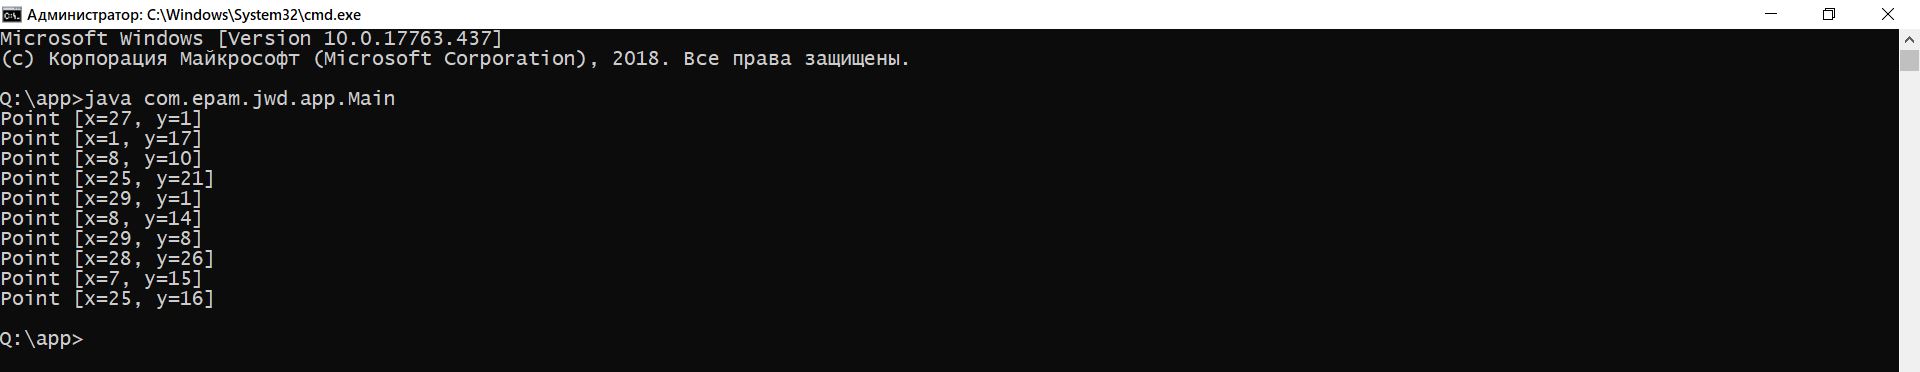 Администратор: C:\Windows\System32\cmd.exe
Microsoft Windows [Version 10.0.17763.437]
(c) Корпорация Майкрософт (Microsoft Corporation), 2018. Все права защищены.
Q:\app>java com.epam.jwd.app.Main
Point [x=27, y=1]
Point [x=1, y=17]
Point [x=8, y=10]
Point [x=25, y=21]
Point [x=29, y=1]
Point [x=8, y=14]
Point [x=29, y=8]
Point [x=28, y=26]
Point [x=7, y=15]
Point [x=25, y=16]
Q:\app>